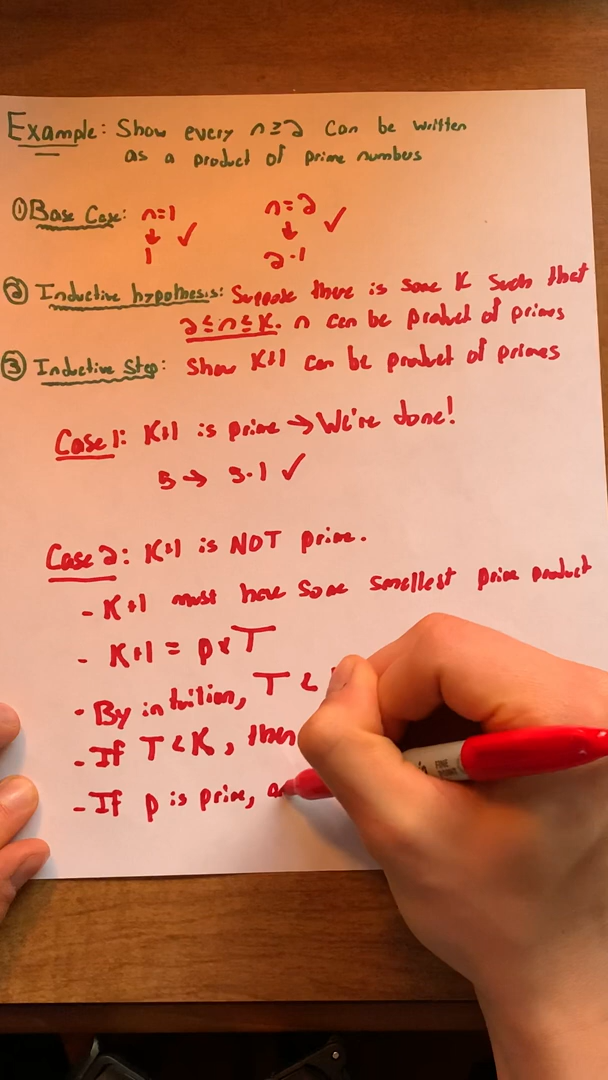 Example: Show every n≥2 can be written
as a product of prime numbers
① Base Case: n=1 ✓ n=2 ✓
↓ ↓
1 2·1
② Inductive hypothesis: Suppose there is some K such that
2≤n≤K. n can be product of primes
③ Inductive Step: Show K+1 can be product of primes
Case 1: K+1 is prime → We're done!
5 → 5·1 ✓
Case 2: K+1 is NOT prime.
- K+1 must have some smallest prime product
- K+1 = p x T
- By intuition, T <
- If T < K, then
- If p is prime,
FINE